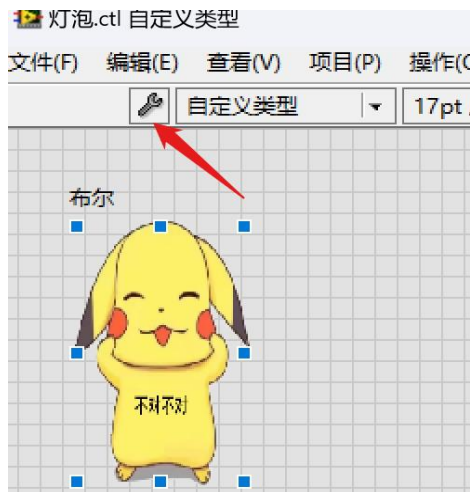 灯泡.ctl 自定义类型
文件(F) 编辑(E) 查看(V) 项目(P) 操作(
自定义类型 17pt
布尔
不对不对